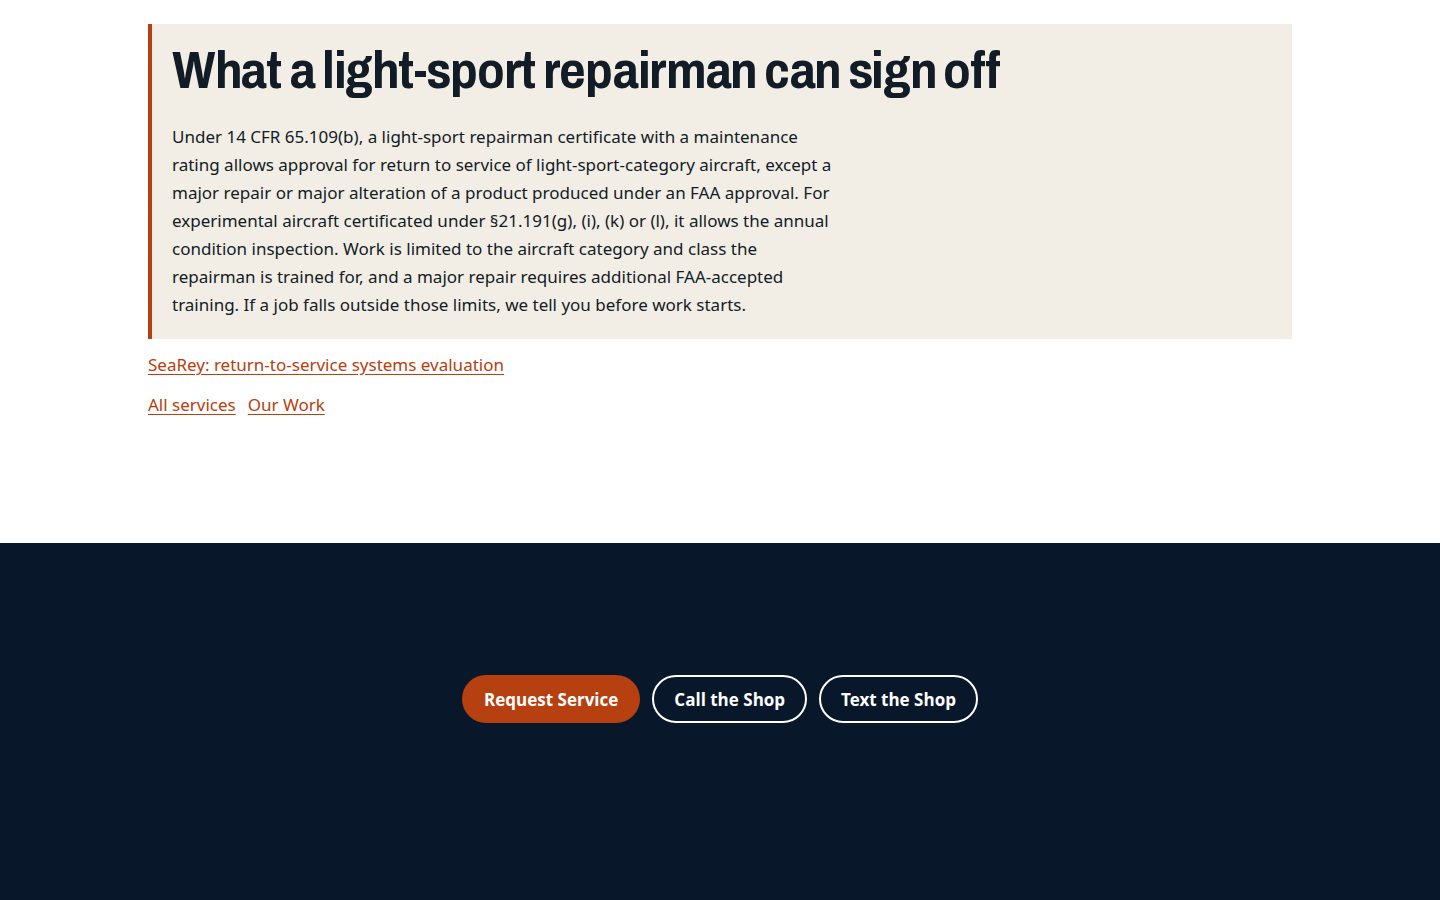 What a light-sport repairman can sign off
Under 14 CFR 65.109(b), a light-sport repairman certificate with a maintenance
rating allows approval for return to service of light-sport-category aircraft, except a
major repair or major alteration of a product produced under an FAA approval. For
experimental aircraft certificated under §21.191(g), (i), (k) or (l), it allows the annual
condition inspection. Work is limited to the aircraft category and class the
repairman is trained for, and a major repair requires additional FAA-accepted
training. If a job falls outside those limits, we tell you before work starts.
SeaRey: return-to-service systems evaluation
All services Our Work
Request Service Call the Shop Text the Shop